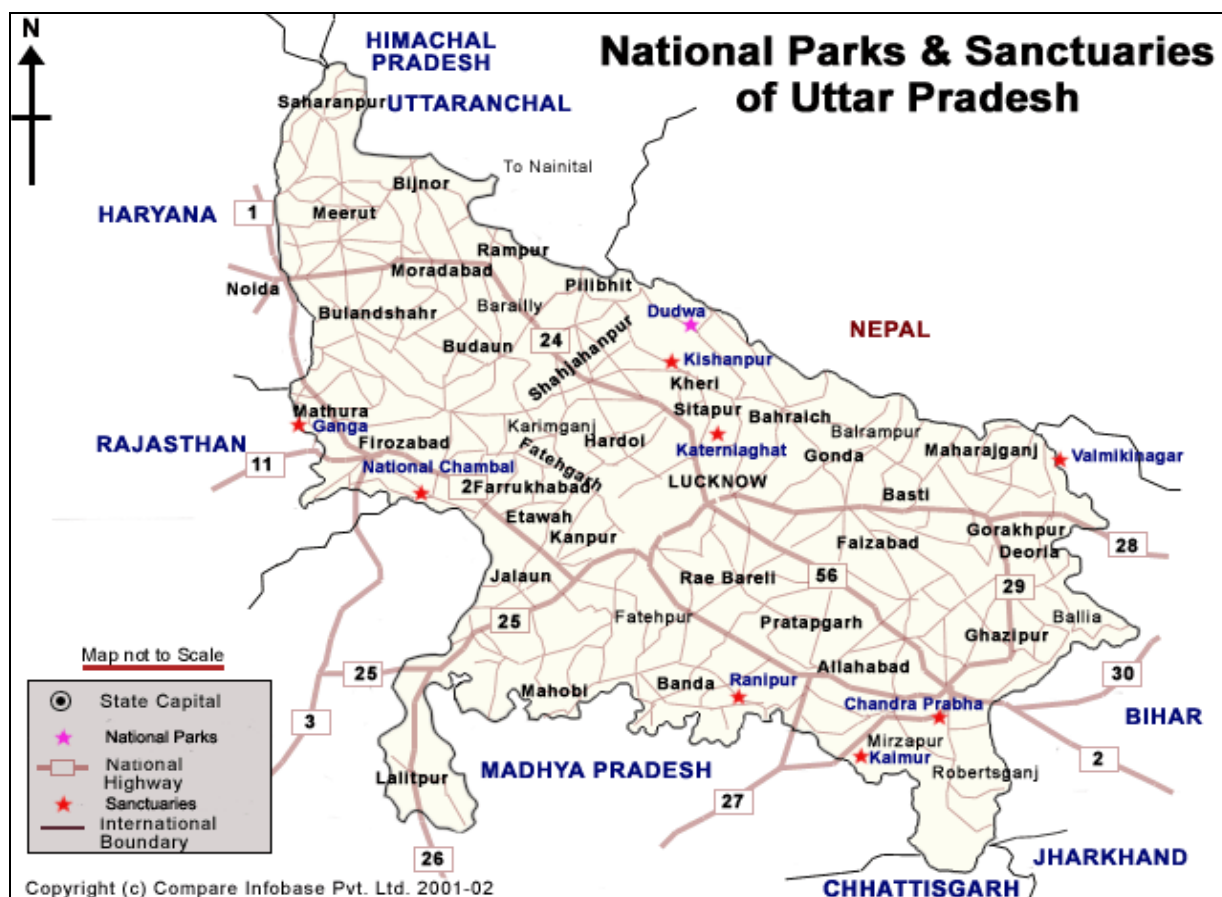 N
HIMACHAL
PRADESH
National Parks & Sanctuaries
of Uttar Pradesh
Saharanpur
UTTARANCHAL
To Nainital
Bijnor
HARYANA
1
Meerut
Rampur
Moradabad
Pilibhit
Noida
Barailly
Bulandshahr
Dudwa
NEPAL
24
Budaun
Shahjahanpur
Kishanpur
Kheri
Mathura
Ganga
Sitapur
Bahraich
Karimganj
Balrampur
RAJASTHAN
Firozabad
Hardoi
Katerniaghat
Gonda
Maharajganj
Valmikinagar
11
National Chambal
Fatehgarh
2
Farrukhabad
LUCKNOW
Basti
Etawah
Gorakhpur
Kanpur
Faizabad
Deoria
28
Jalaun
Rae Bareli
56
29
25
Fatehpur
Pratapgarh
Ballia
Ghazipur
Map not to Scale
25
Allahabad
30
Mahobi
Banda
Ranipur
Chandra Prabha
BIHAR
3
Mirzapur
Kaimur
2
Lalitpur
MADHYA PRADESH
Robertsganj
27
26
JHARKHAND
CHHATTISGARH
State Capital
National Parks
National
Highway
Sanctuaries
International
Boundary
Copyright (c) Compare Infobase Pvt. Ltd. 2001-02